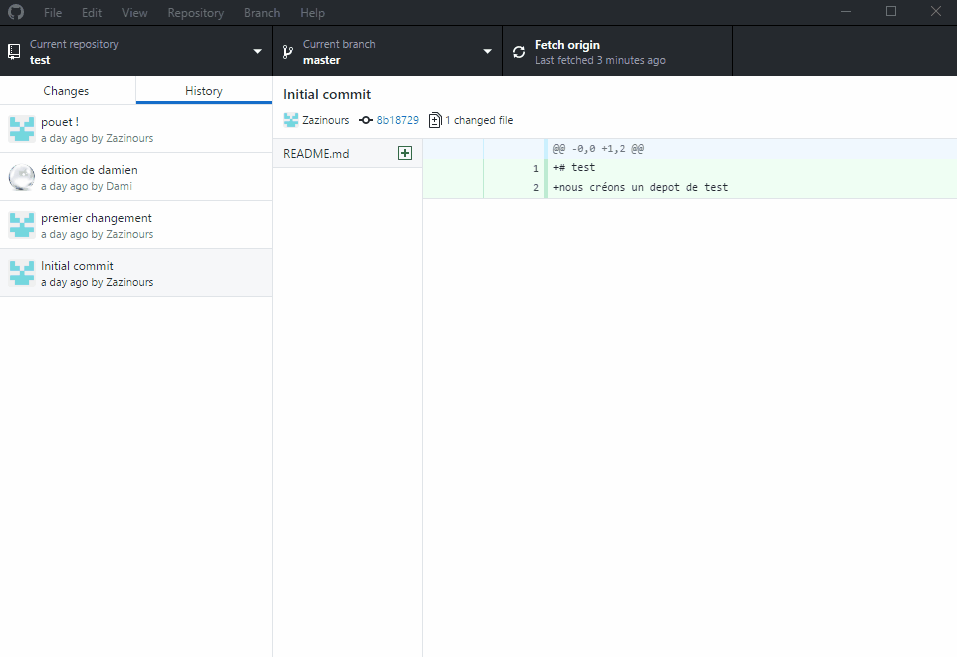 File Edit View Repository Branch Help
Current repository
test
Current branch
master
Fetch origin
Last fetched 3 minutes ago
Changes
History
pouet !
a day ago by Zazinours
édition de damien
a day ago by Dami
premier changement
a day ago by Zazinours
Initial commit
a day ago by Zazinours
Initial commit
Zazinours 8b18729 1 changed file
README.md
@@ -0,0 +1,2 @@
1 +# test
2 +nous créons un depot de test